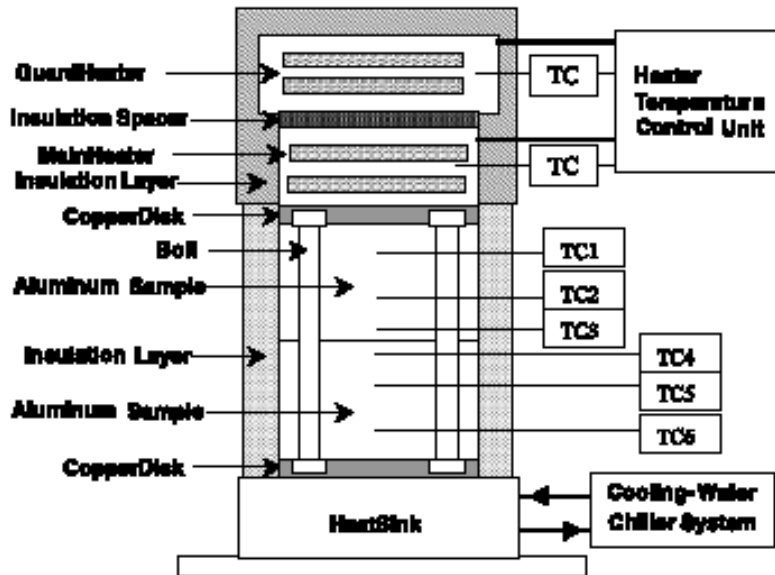 GuardHeater
Insulation Spacer
MainHeater
Insulation Layer
CopperDisk
Bolt
Aluminum Sample
Insulation Layer
Aluminum Sample
CopperDisk
TC
TC
Heater
Temperature
Control Unit
TC1
TC2
TC3
TC4
TC5
TC6
HeatSink
Cooling-Water
Chiller System